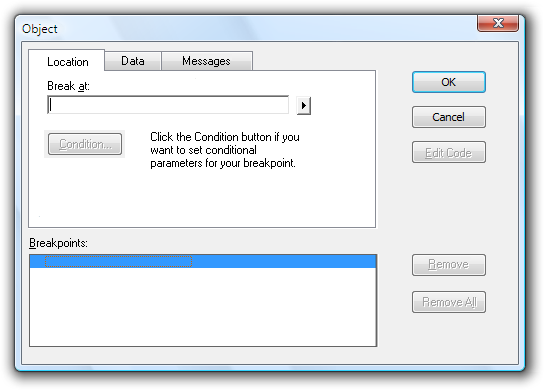 Object
Location
Data
Messages
Break at:
Condition...
Click the Condition button if you
want to set conditional
parameters for your breakpoint.
OK
Cancel
Edit Code
Breakpoints:
Remove
Remove All